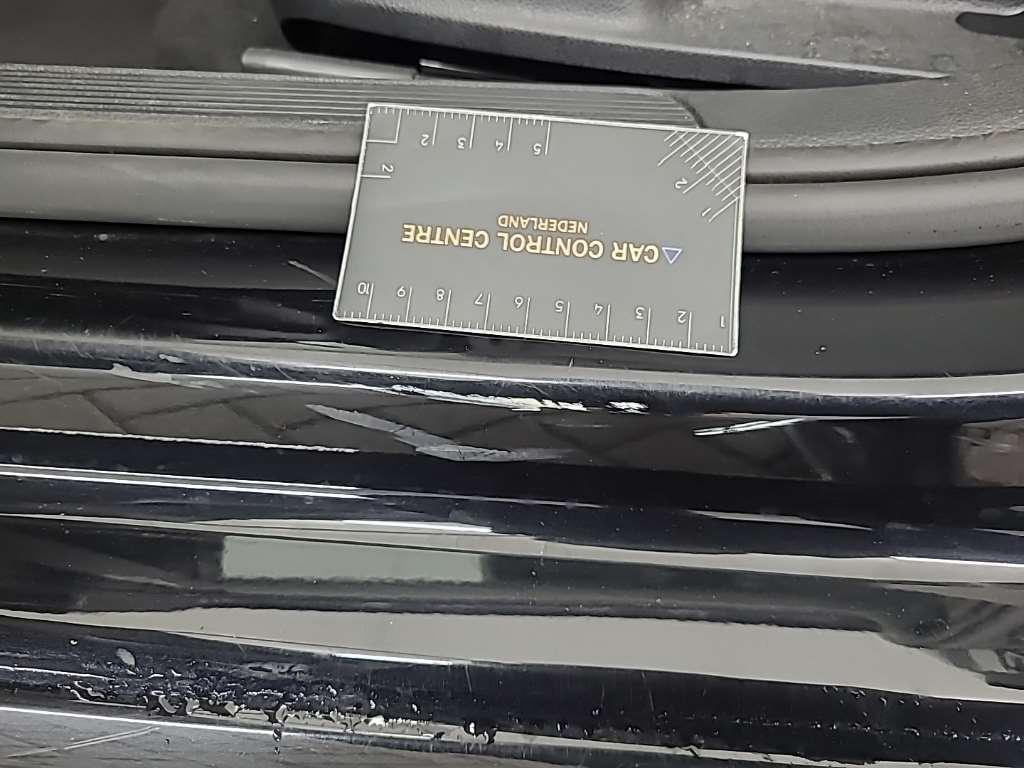 1 2 3 4 5 6 7 8 9 10
CAR CONTROL CENTRE
NEDERLAND
2 2
5 4 3 2